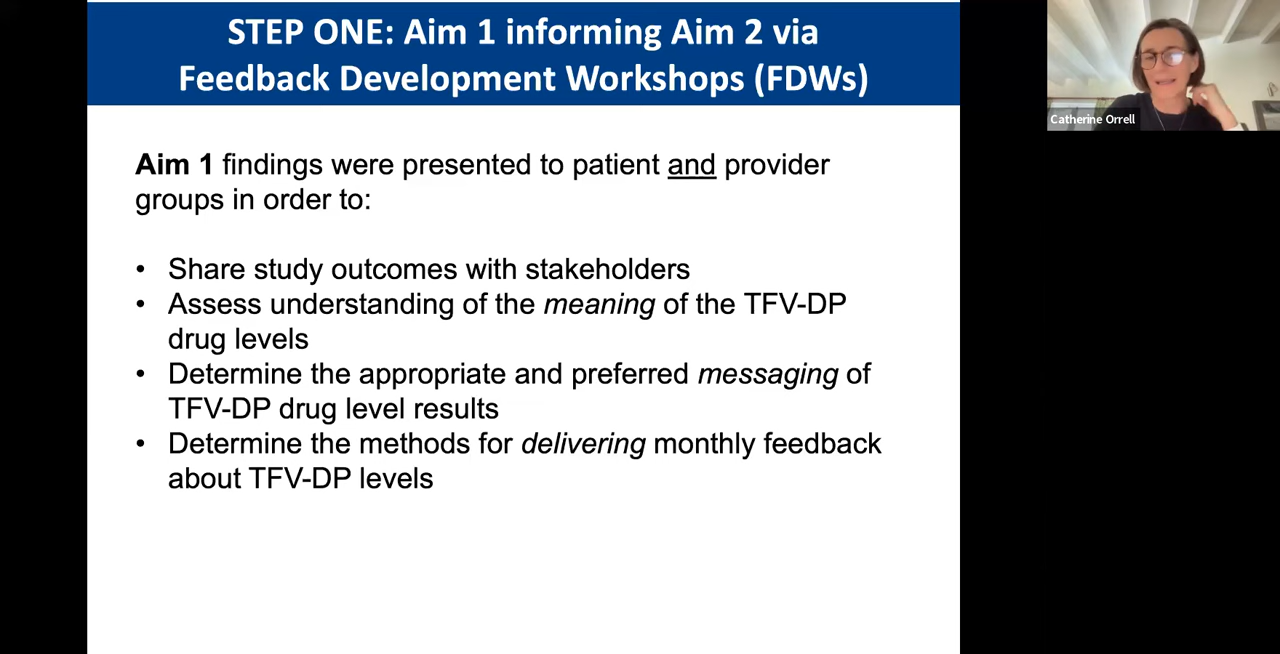 STEP ONE: Aim 1 informing Aim 2 via
Feedback Development Workshops (FDWs)
Catherine Orrell
Aim 1 findings were presented to patient and provider
groups in order to:
• Share study outcomes with stakeholders
• Assess understanding of the meaning of the TFV-DP
drug levels
• Determine the appropriate and preferred messaging of
TFV-DP drug level results
• Determine the methods for delivering monthly feedback
about TFV-DP levels